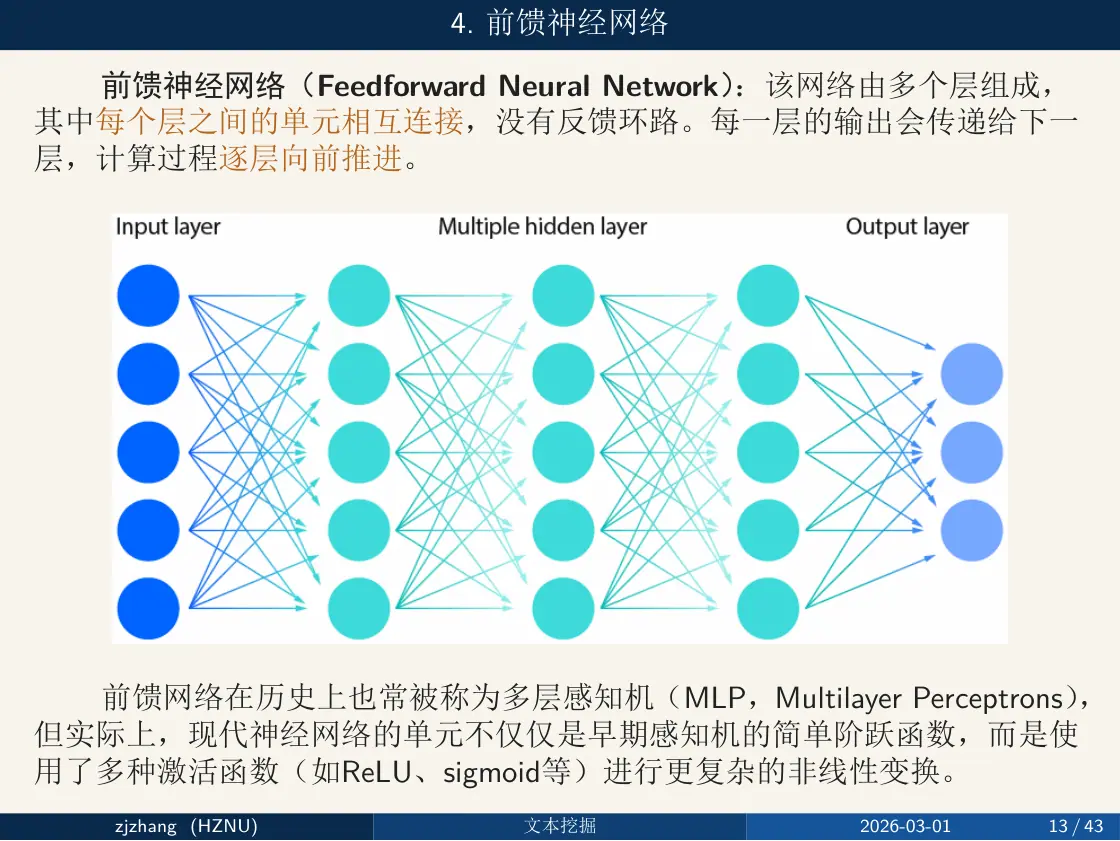 4. 前馈神经网络
前馈神经网络（Feedforward Neural Network）：该网络由多个层组成，
其中每个层之间的单元相互连接，没有反馈环路。每一层的输出会传递给下一
层，计算过程逐层向前推进。
Input layer
Multiple hidden layer
Output layer
前馈网络在历史上也常被称为多层感知机（MLP，Multilayer Perceptrons），
但实际上，现代神经网络的单元不仅仅是早期感知机的简单阶跃函数，而是使
用了多种激活函数（如ReLU、sigmoid等）进行更复杂的非线性变换。
zjzhang (HZNU)
文本挖掘
2026-03-01
13 / 43